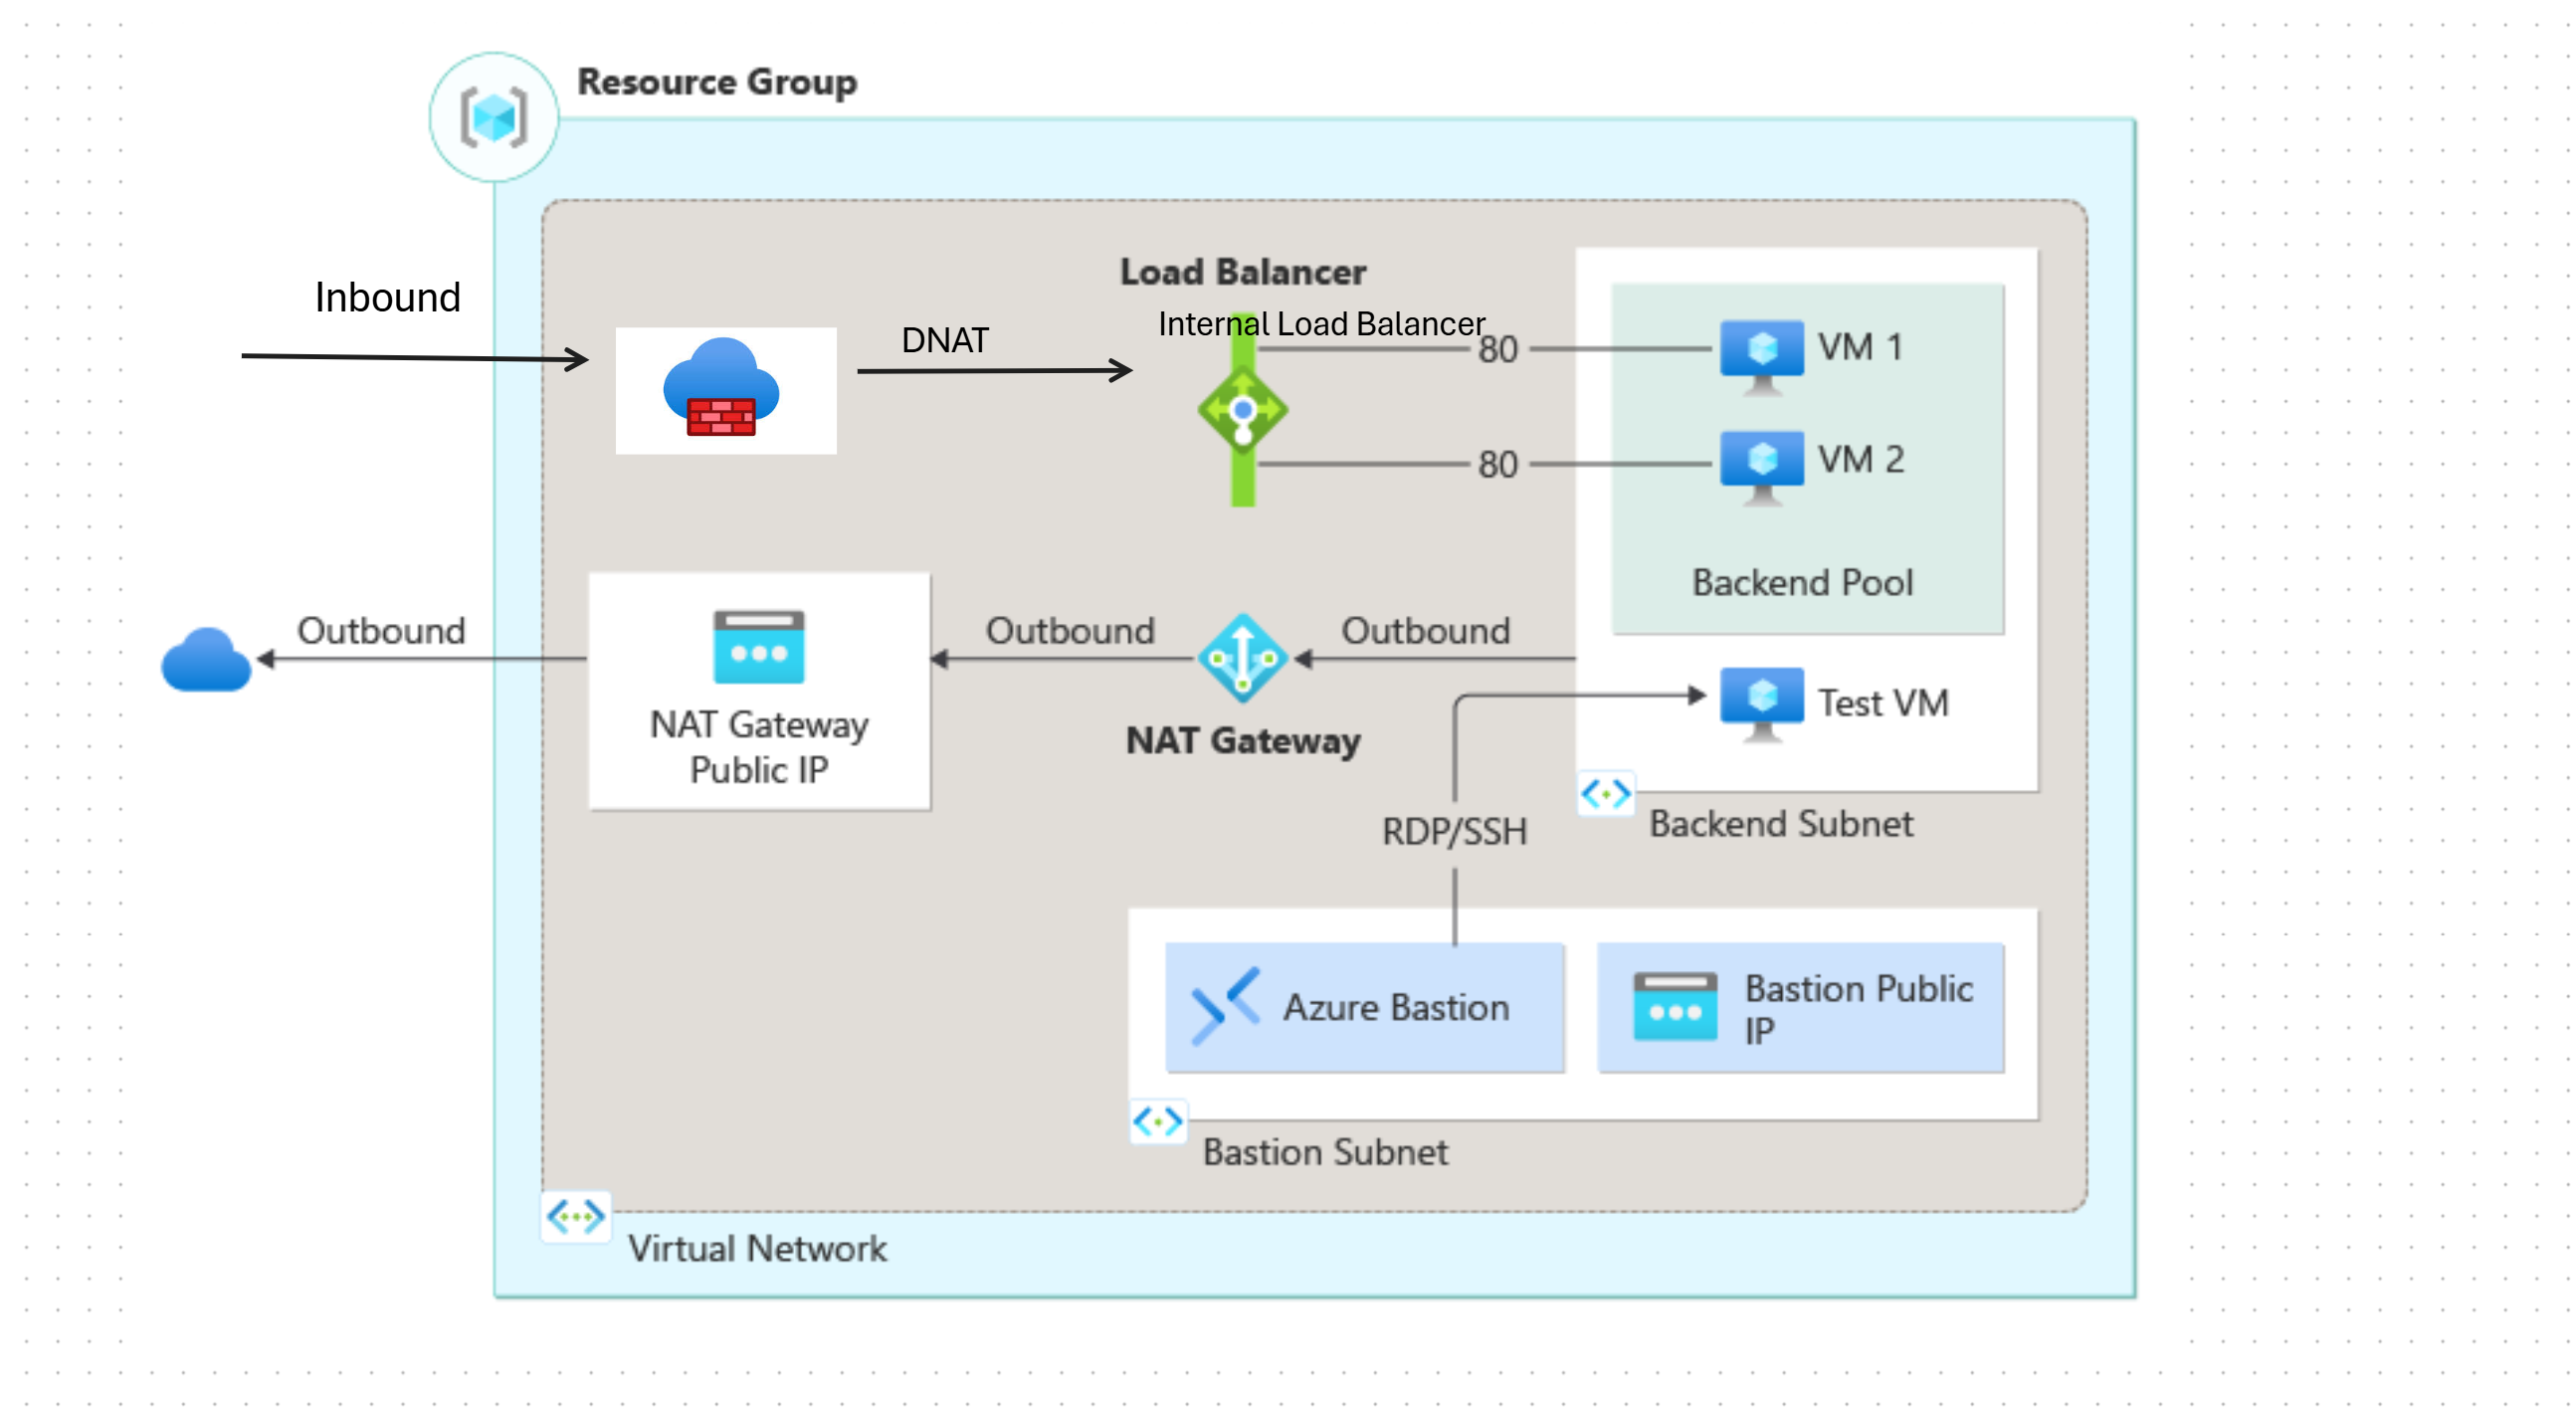 Resource Group
Inbound
Load Balancer
Internal Load Balancer
DNAT
80
VM 1
80
VM 2
Backend Pool
Outbound
Outbound
Outbound
NAT Gateway
Public IP
NAT Gateway
Test VM
RDP/SSH
Backend Subnet
Azure Bastion
Bastion Public
IP
Bastion Subnet
Virtual Network